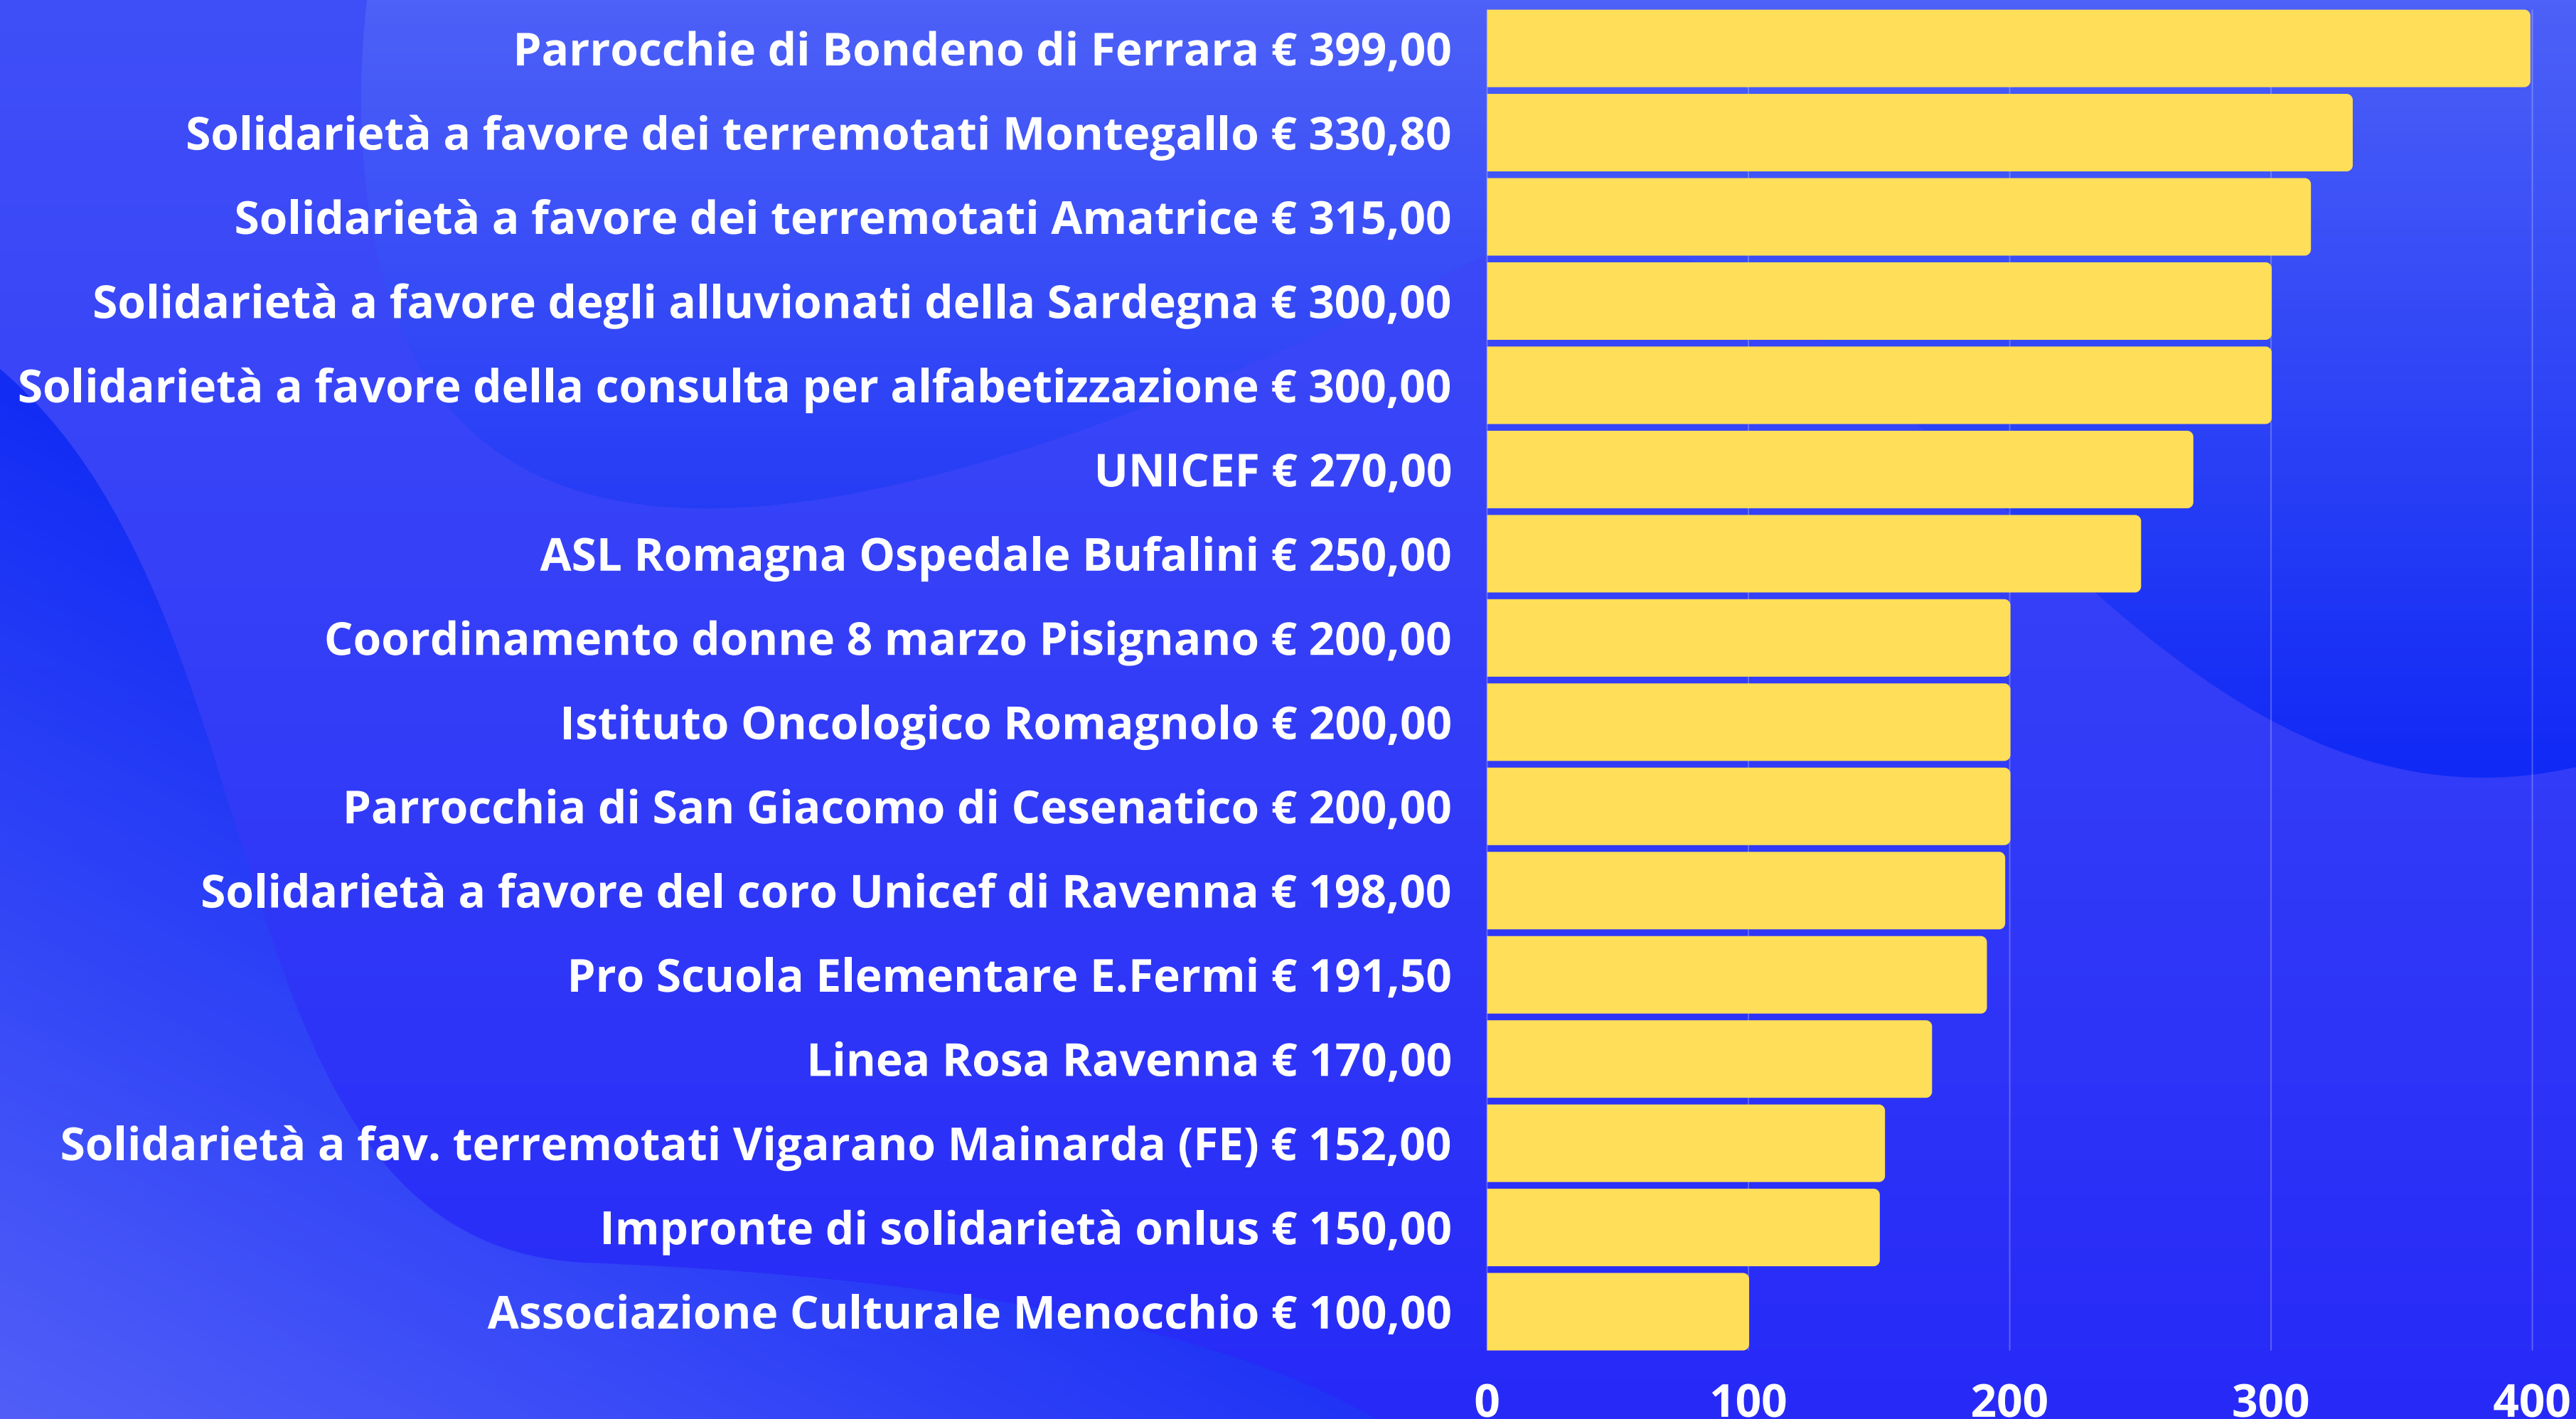 Parrocchie di Bondeno di Ferrara € 399,00
Solidarietà a favore dei terremotati Montegallo € 330,80
Solidarietà a favore dei terremotati Amatrice € 315,00
Solidarietà a favore degli alluvionati della Sardegna € 300,00
Solidarietà a favore della consulta per alfabetizzazione € 300,00
UNICEF € 270,00
ASL Romagna Ospedale Bufalini € 250,00
Coordinamento donne 8 marzo Pisignano € 200,00
Istituto Oncologico Romagnolo € 200,00
Parrocchia di San Giacomo di Cesenatico € 200,00
Solidarietà a favore del coro Unicef di Ravenna € 198,00
Pro Scuola Elementare E.Fermi € 191,50
Linea Rosa Ravenna € 170,00
Solidarietà a fav. terremotati Vigarano Mainarda (FE) € 152,00
Impronte di solidarietà onlus € 150,00
Associazione Culturale Menocchio € 100,00
0 100 200 300 400